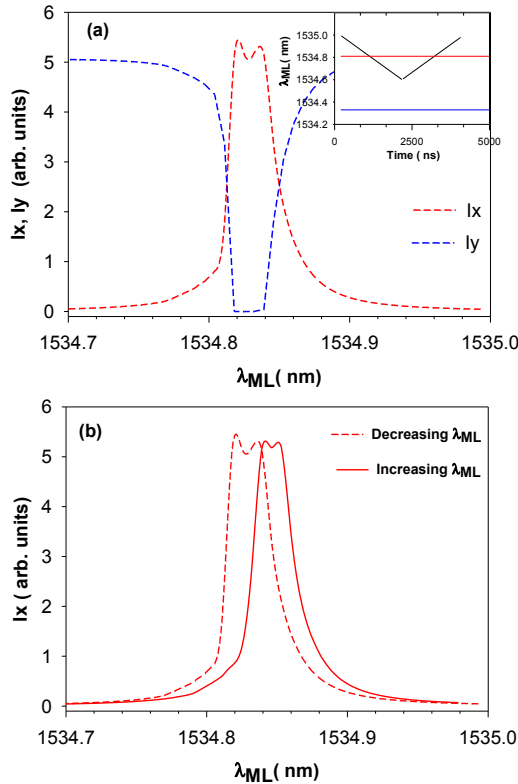 (a)
6
5
4
3
2
1
0
Ix, Iy (arb. units)
1535.0
1534.8
1534.6
1534.4
1534.2
λML( nm)
0 2500 5000
Time ( ns)
Ix
Iy
1534.7 1534.8 1534.9 1535.0
λML( nm)
(b)
6
5
4
3
2
1
0
Ix ( arb. units)
Decreasing λML
Increasing λML
1534.7 1534.8 1534.9 1535.0
λML( nm)